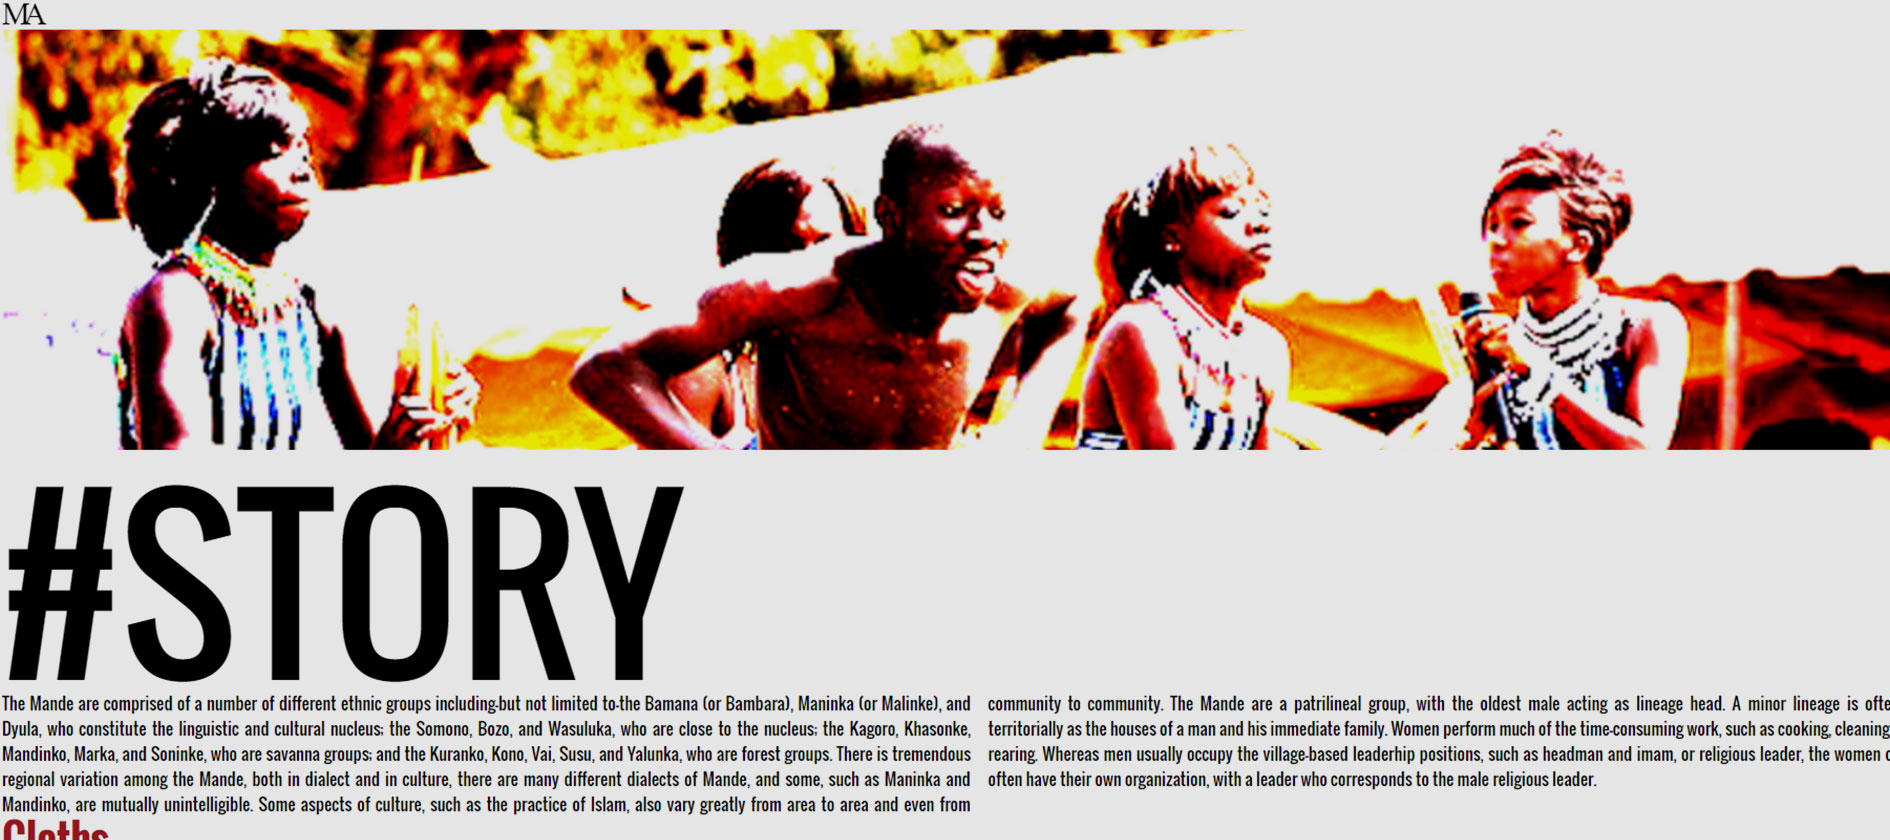 MA
#STORY
The Mande are comprised of a number of different ethnic groups including-but not limited to-the Bamana (or Bambara), Maninka (or Malinke), and
Dyula, who constitute the linguistic and cultural nucleus; the Somono, Bozo, and Wasuluka, who are close to the nucleus; the Kagoro, Khasonke,
Mandinko, Marka, and Soninke, who are savanna groups; and the Kuranko, Kono, Vai, Susu, and Yalunka, who are forest groups. There is tremendous
regional variation among the Mande, both in dialect and in culture, there are many different dialects of Mande, and some, such as Maninka and
Mandinko, are mutually unintelligible. Some aspects of culture, such as the practice of Islam, also vary greatly from area to area and even from
community to community. The Mande are a patrilineal group, with the oldest male acting as lineage head. A minor lineage is ofte
territorially as the houses of a man and his immediate family. Women perform much of the time-consuming work, such as cooking, cleaning
rearing. Whereas men usually occupy the village-based leaderhip positions, such as headman and imam, or religious leader, the women
often have their own organization, with a leader who corresponds to the male religious leader.
Cloths